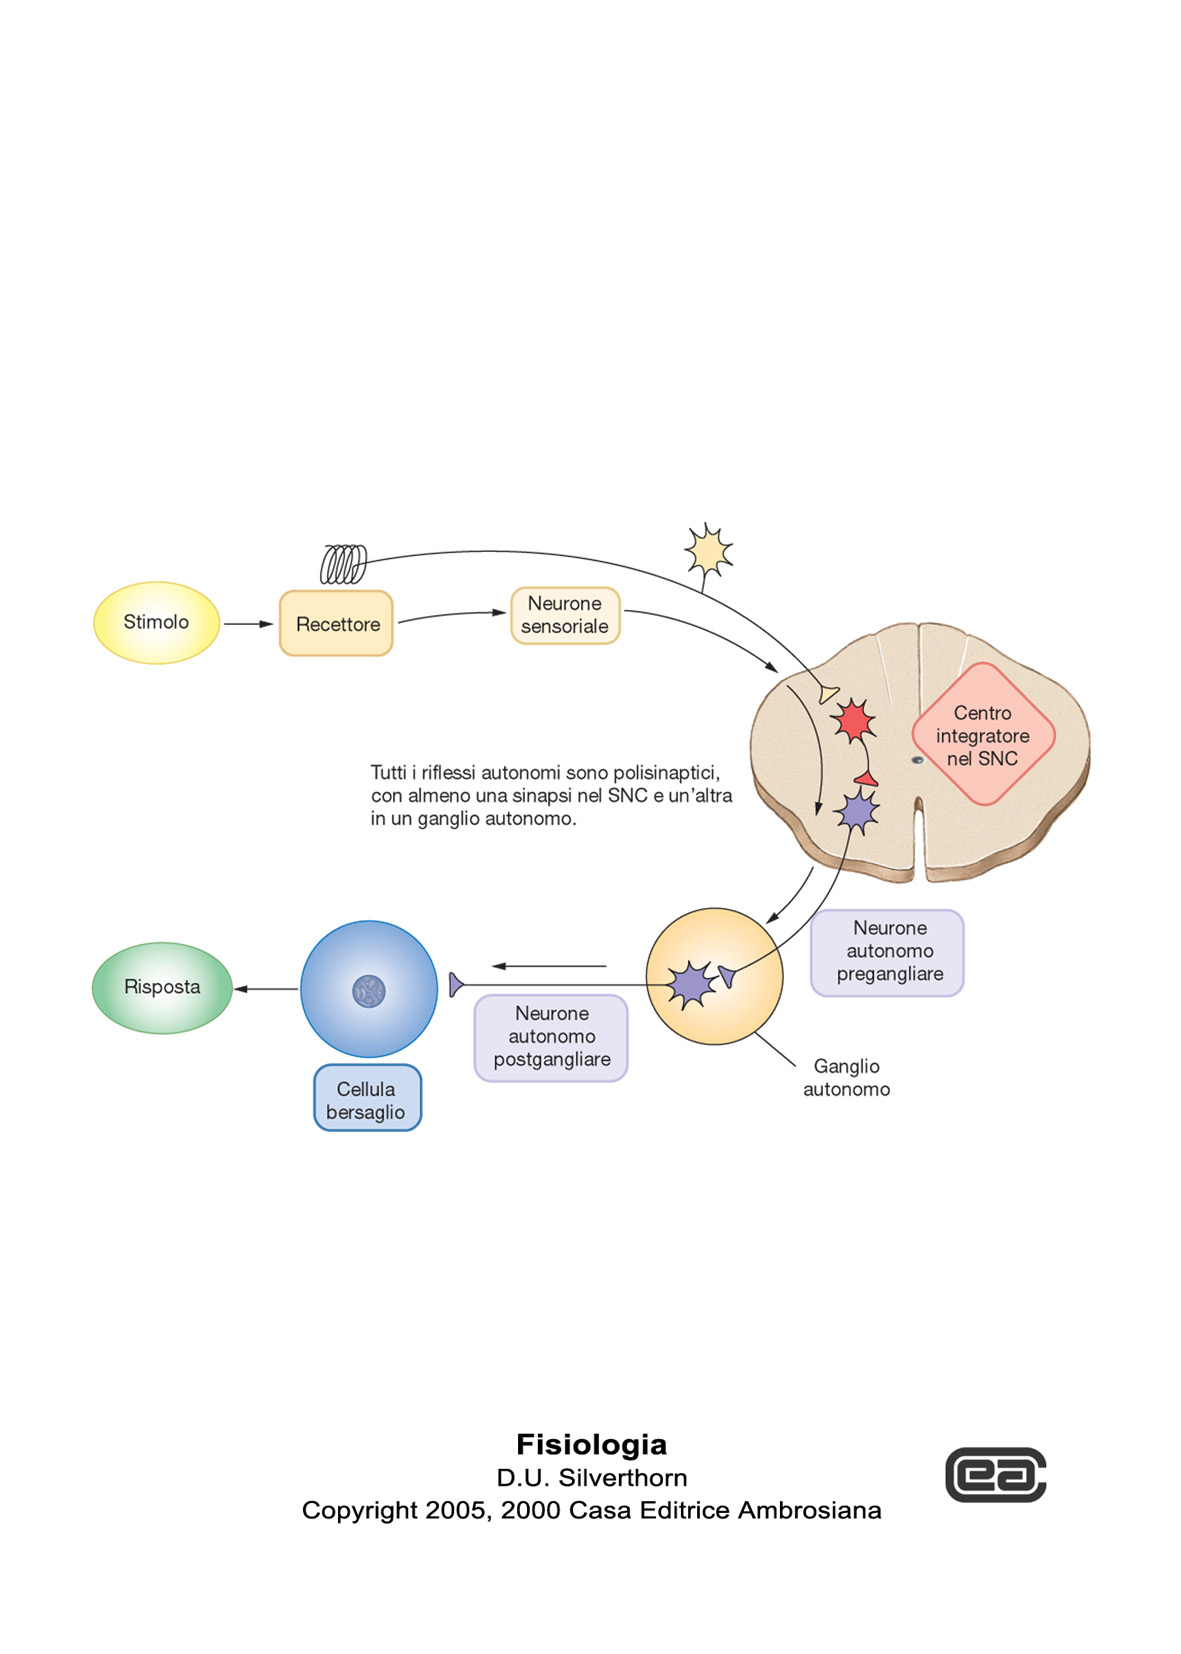 Stimolo
Recettore
Neurone
sensoriale
Centro
integratore
nel SNC
Tutti i riflessi autonomi sono polisinaptici,
con almeno una sinapsi nel SNC e un'altra
in un ganglio autonomo.
Neurone
autonomo
pregangliare
Risposta
Neurone
autonomo
postgangliare
Ganglio
autonomo
Cellula
bersaglio
Fisiologia
D.U. Silverthorn
Copyright 2005, 2000 Casa Editrice Ambrosiana
cea